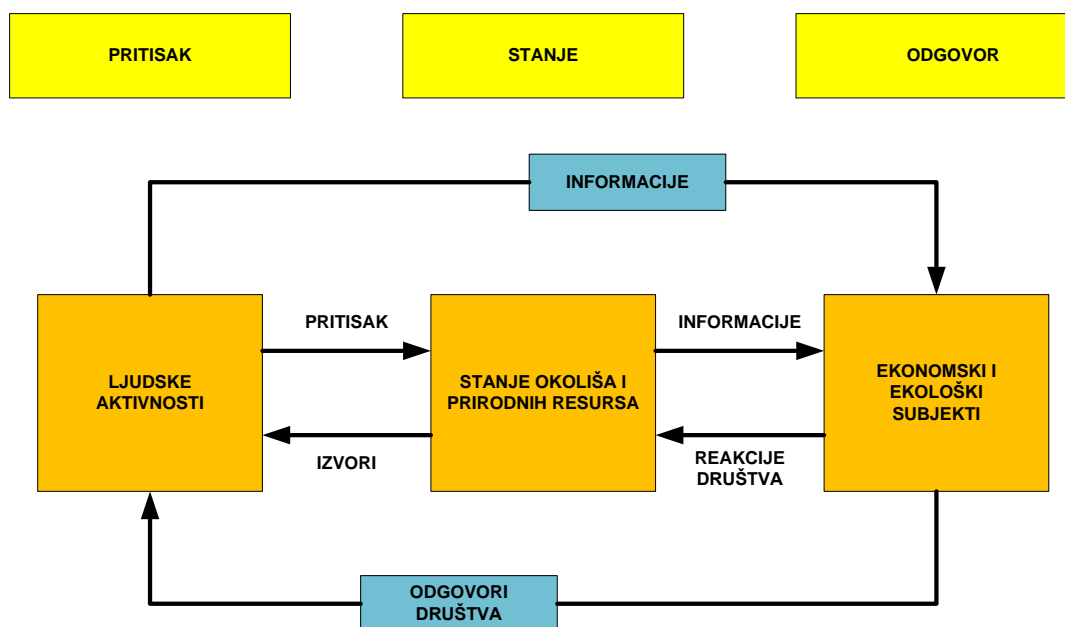 PRITISAK
STANJE
ODGOVOR
INFORMACIJE
PRITISAK
INFORMACIJE
LJUDSKE
AKTIVNOSTI
STANJE OKOLIŠA I
PRIRODNIH RESURSA
EKONOMSKI I
EKOLOŠKI
SUBJEKTI
IZVORI
REAKCIJE
DRUŠTVA
ODGOVORI
DRUŠTVA